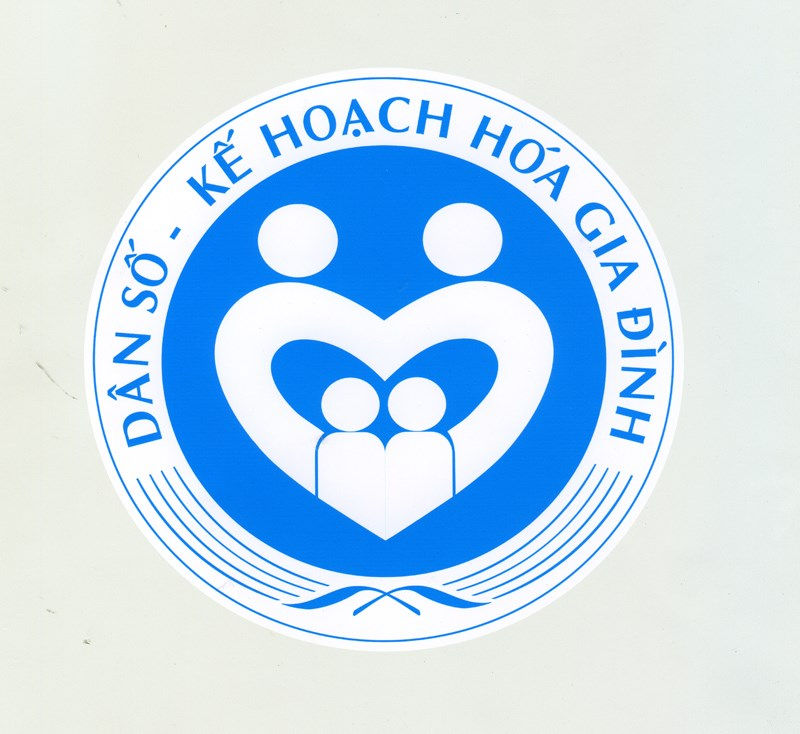 DÂN SỐ - KẾ HOẠCH HÓA GIA ĐÌNH